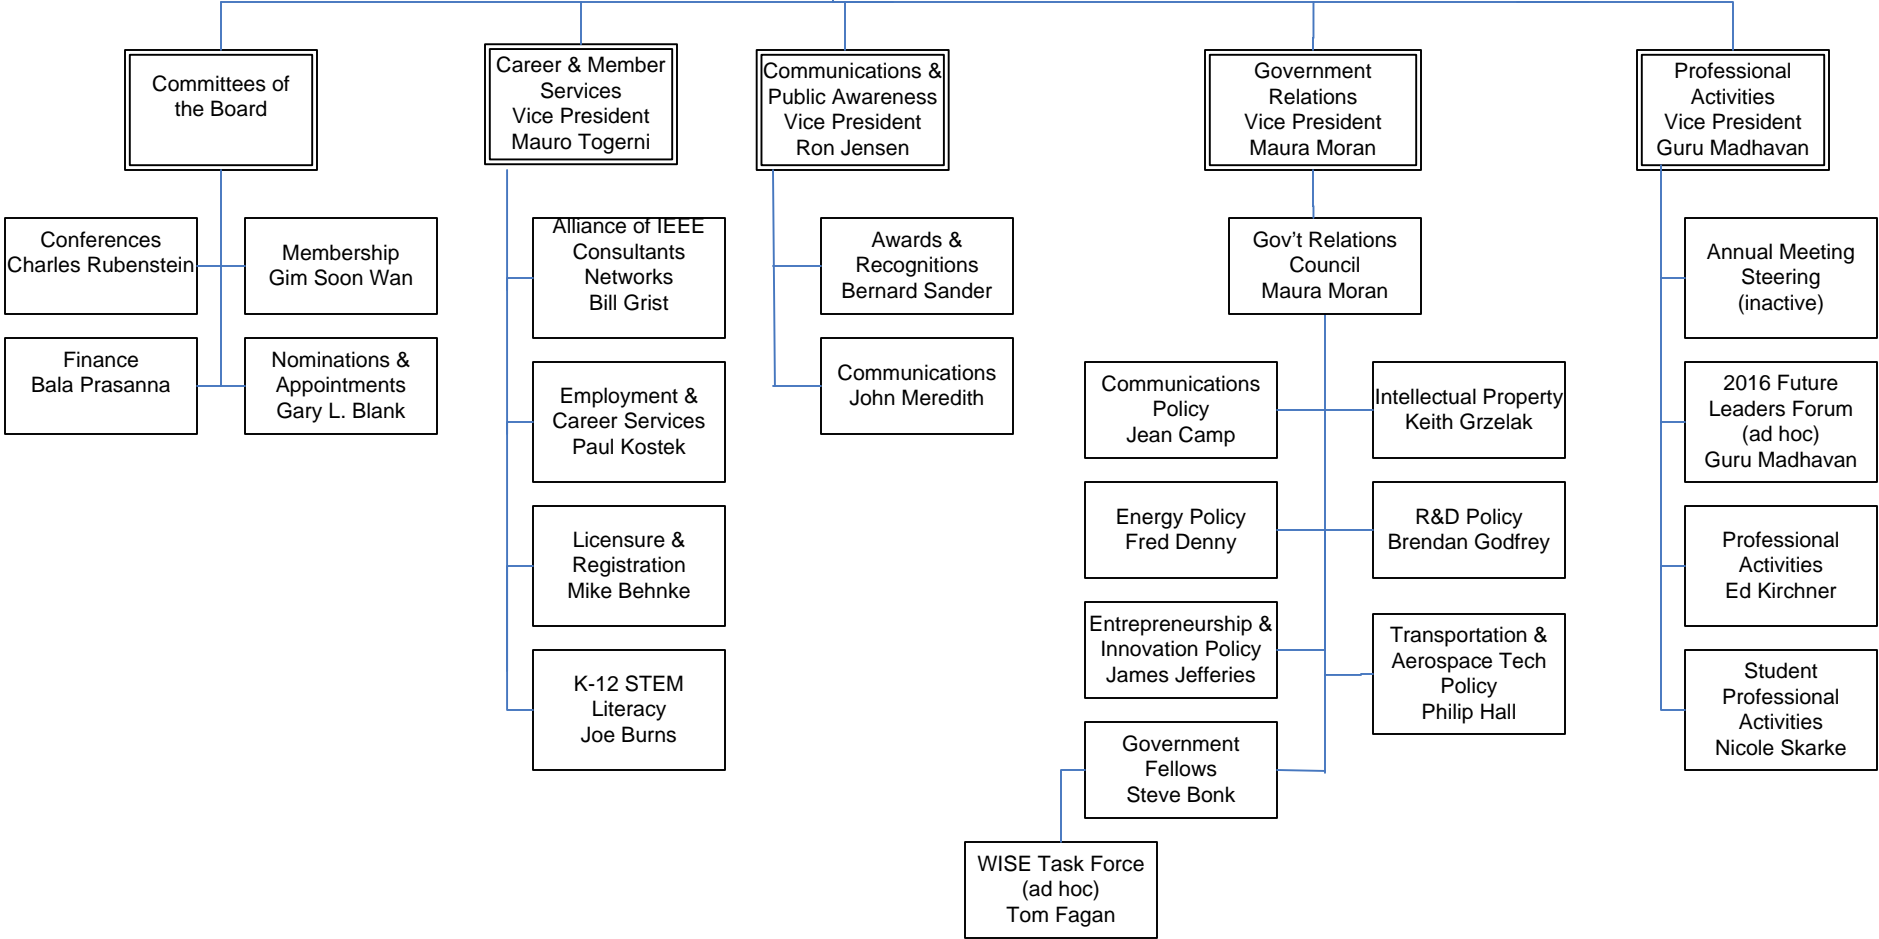 Committees of
the Board
Career & Member
Services
Vice President
Mauro Togerni
Communications &
Public Awareness
Vice President
Ron Jensen
Government
Relations
Vice President
Maura Moran
Professional
Activities
Vice President
Guru Madhavan
Conferences
Charles Rubenstein
Membership
Gim Soon Wan
Finance
Bala Prasanna
Nominations &
Appointments
Gary L. Blank
Alliance of IEEE
Consultants
Networks
Bill Grist
Employment &
Career Services
Paul Kostek
Licensure &
Registration
Mike Behnke
K-12 STEM
Literacy
Joe Burns
Awards &
Recognitions
Bernard Sander
Communications
John Meredith
Gov't Relations
Council
Maura Moran
Communications
Policy
Jean Camp
Intellectual Property
Keith Grzelak
Energy Policy
Fred Denny
R&D Policy
Brendan Godfrey
Entrepreneurship &
Innovation Policy
James Jefferies
Transportation &
Aerospace Tech
Policy
Philip Hall
Government
Fellows
Steve Bonk
WISE Task Force
(ad hoc)
Tom Fagan
Annual Meeting
Steering
(inactive)
2016 Future
Leaders Forum
(ad hoc)
Guru Madhavan
Professional
Activities
Ed Kirchner
Student
Professional
Activities
Nicole Skarke